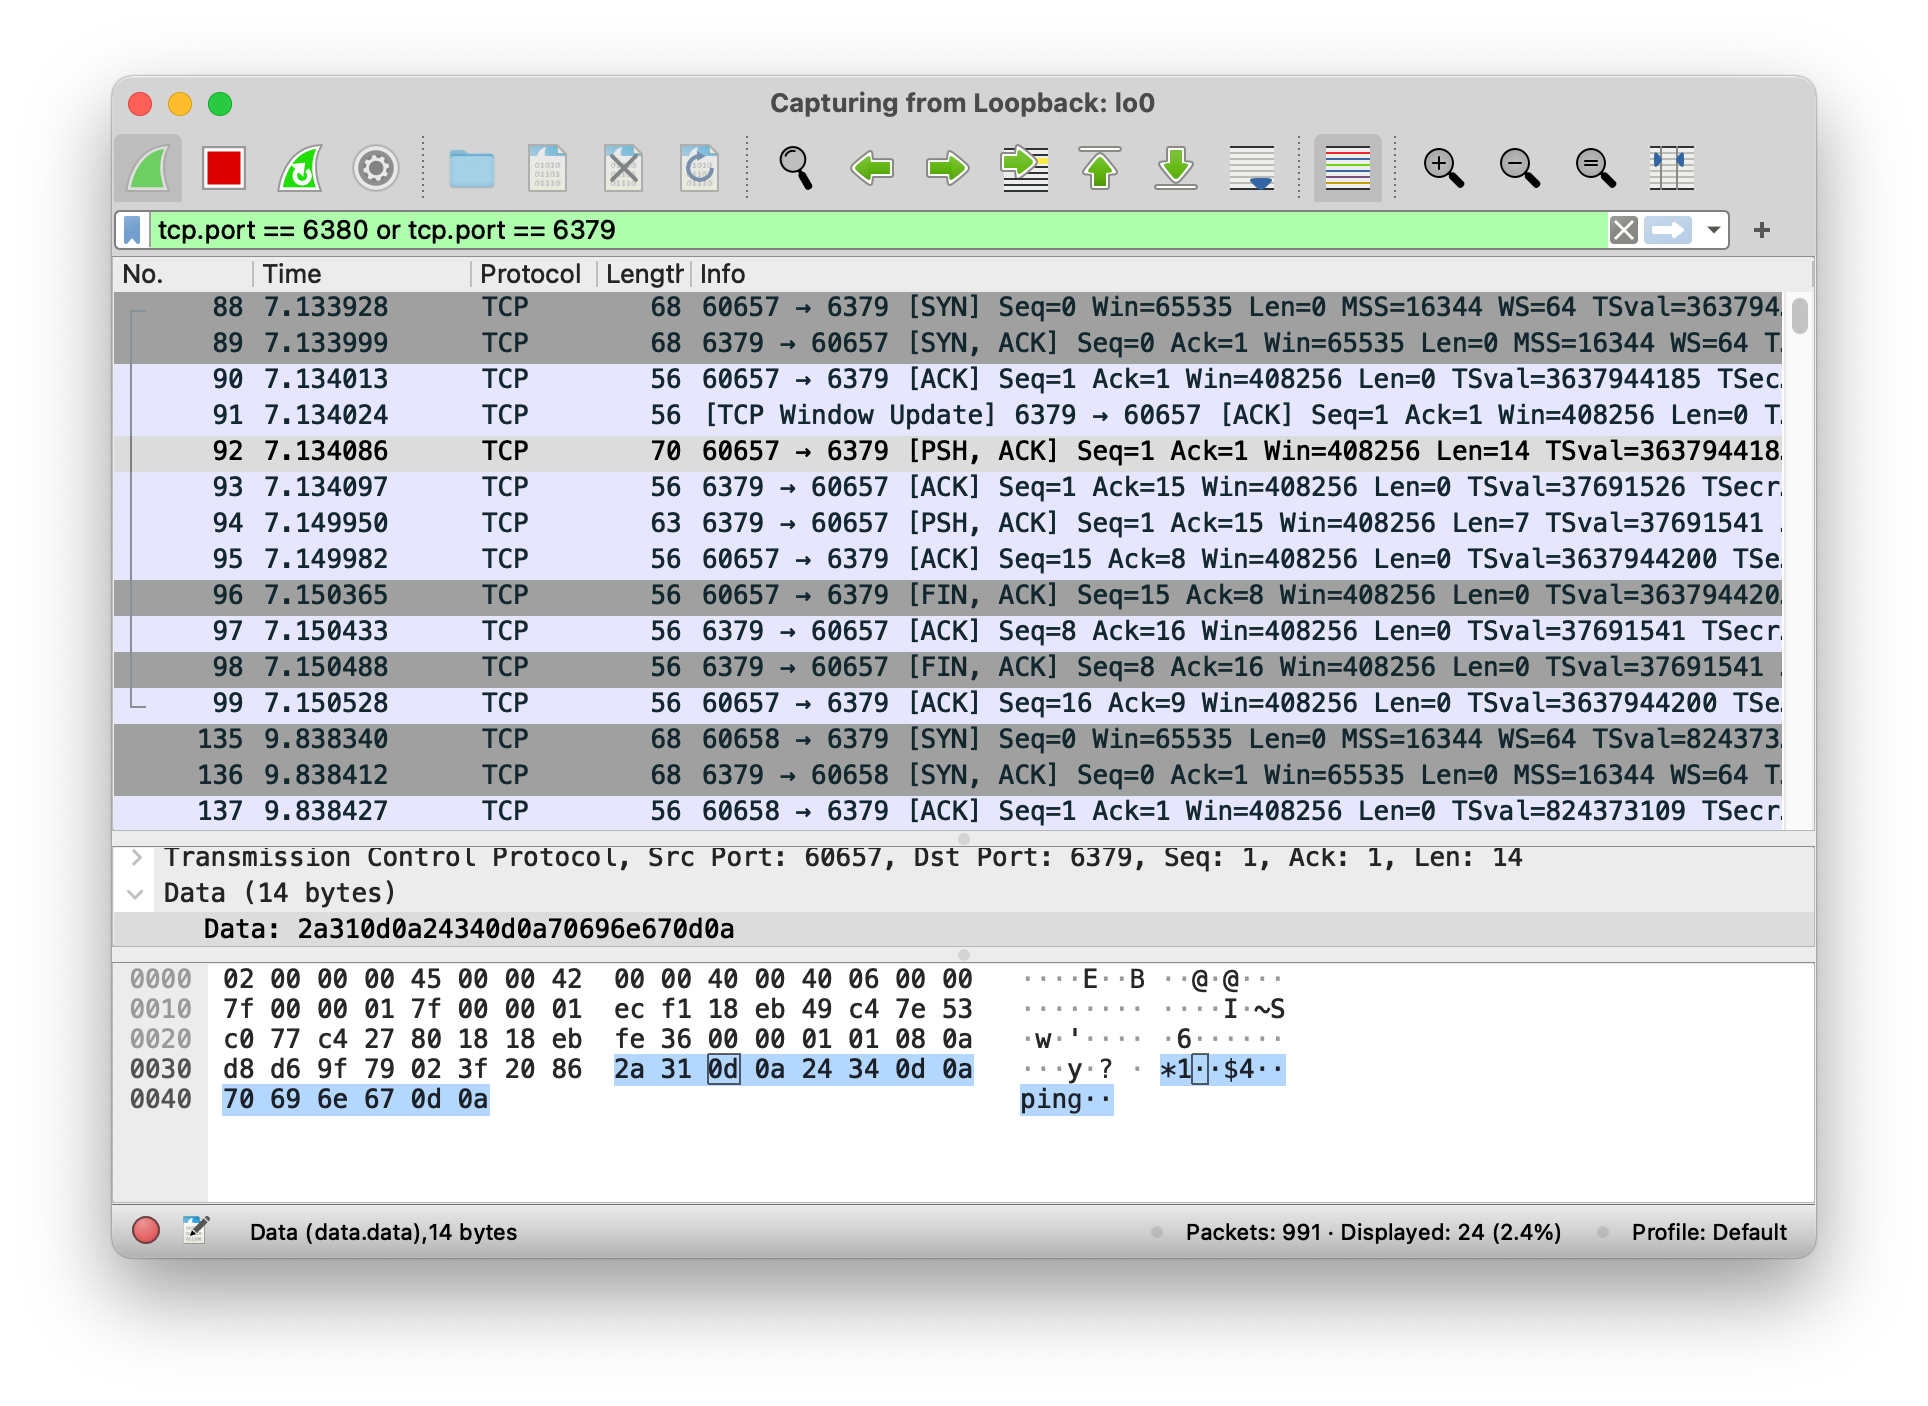 Capturing from Loopback: lo0
tcp.port == 6380 or tcp.port == 6379
No. Time Protocol Length Info
88 7.133928 TCP 68 60657 → 6379 [SYN] Seq=0 Win=65535 Len=0 MSS=16344 WS=64 TSval=363794…
89 7.133999 TCP 68 6379 → 60657 [SYN, ACK] Seq=0 Ack=1 Win=65535 Len=0 MSS=16344 WS=64 T…
90 7.134013 TCP 56 60657 → 6379 [ACK] Seq=1 Ack=1 Win=408256 Len=0 TSval=3637944185 TSec…
91 7.134024 TCP 56 [TCP Window Update] 6379 → 60657 [ACK] Seq=1 Ack=1 Win=408256 Len=0 T…
92 7.134086 TCP 70 60657 → 6379 [PSH, ACK] Seq=1 Ack=1 Win=408256 Len=14 TSval=363794418…
93 7.134097 TCP 56 6379 → 60657 [ACK] Seq=1 Ack=15 Win=408256 Len=0 TSval=37691526 TSecr…
94 7.149950 TCP 63 6379 → 60657 [PSH, ACK] Seq=1 Ack=15 Win=408256 Len=7 TSval=37691541 …
95 7.149982 TCP 56 60657 → 6379 [ACK] Seq=15 Ack=8 Win=408256 Len=0 TSval=3637944200 TSe…
96 7.150365 TCP 56 60657 → 6379 [FIN, ACK] Seq=15 Ack=8 Win=408256 Len=0 TSval=363794420…
97 7.150433 TCP 56 6379 → 60657 [ACK] Seq=8 Ack=16 Win=408256 Len=0 TSval=37691541 TSecr…
98 7.150488 TCP 56 6379 → 60657 [FIN, ACK] Seq=8 Ack=16 Win=408256 Len=0 TSval=37691541 …
99 7.150528 TCP 56 60657 → 6379 [ACK] Seq=16 Ack=9 Win=408256 Len=0 TSval=3637944200 TSe…
135 9.838340 TCP 68 60658 → 6379 [SYN] Seq=0 Win=65535 Len=0 MSS=16344 WS=64 TSval=824373…
136 9.838412 TCP 68 6379 → 60658 [SYN, ACK] Seq=0 Ack=1 Win=65535 Len=0 MSS=16344 WS=64 T…
137 9.838427 TCP 56 60658 → 6379 [ACK] Seq=1 Ack=1 Win=408256 Len=0 TSval=824373109 TSecr…
Transmission Control Protocol, Src Port: 60657, Dst Port: 6379, Seq: 1, Ack: 1, Len: 14
Data (14 bytes)
Data: 2a310d0a24340d0a70696e670d0a
0000 02 00 00 00 45 00 00 42 00 00 40 00 40 06 00 00 ····E··B ··@·@···
0010 7f 00 00 01 7f 00 00 01 ec f1 18 eb 49 c4 7e 53 ········ ····I·~S
0020 c0 77 c4 27 80 18 18 eb fe 36 00 00 01 01 08 0a ·w·'···· ·6······
0030 d8 d6 9f 79 02 3f 20 86 2a 31 0d 0a 24 34 0d 0a ···y·? · *1··$4··
0040 70 69 6e 67 0d 0a ping··
Data (data.data),14 bytes Packets: 991 · Displayed: 24 (2.4%) Profile: Default